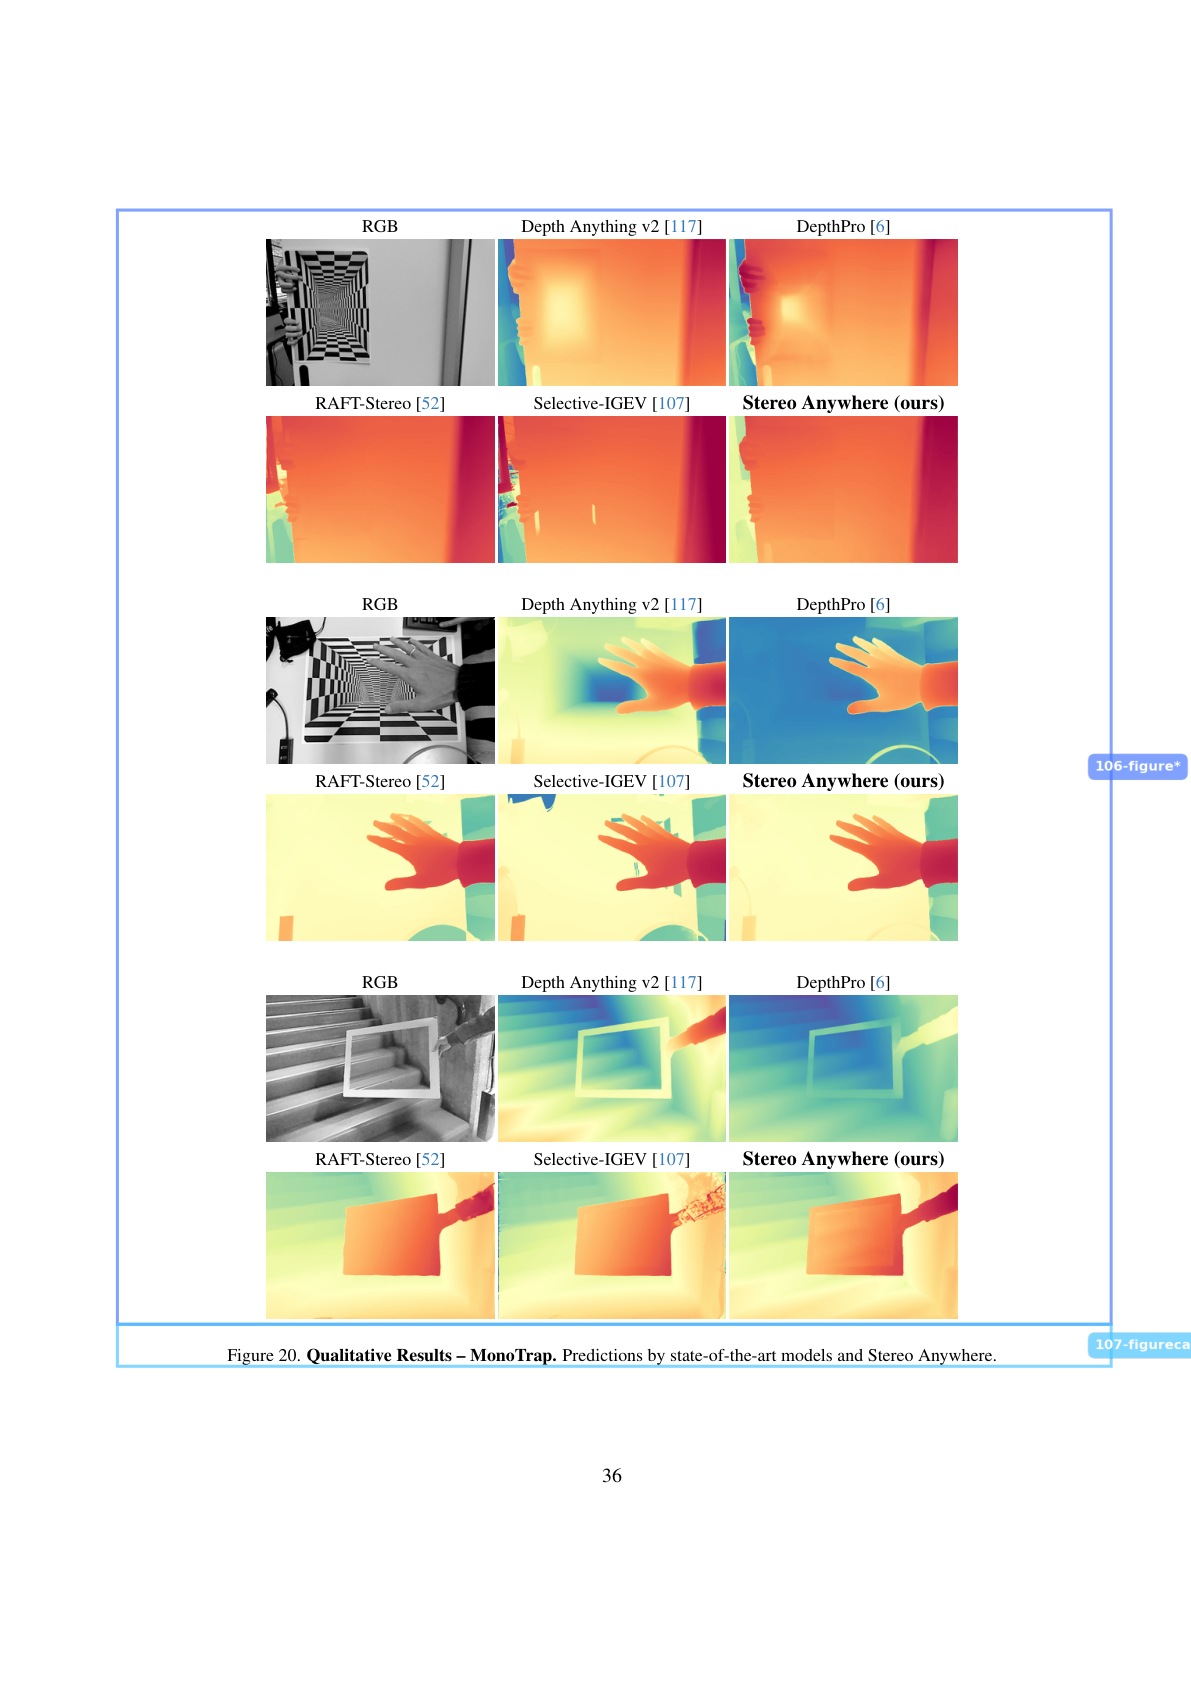 RGB
Depth Anything v2 [117]
DepthPro [6]
RAFT-Stereo [52]
Selective-IGEV [107]
Stereo Anywhere (ours)
RGB
Depth Anything v2 [117]
DepthPro [6]
RAFT-Stereo [52]
Selective-IGEV [107]
Stereo Anywhere (ours)
106-figure*
RGB
Depth Anything v2 [117]
DepthPro [6]
RAFT-Stereo [52]
Selective-IGEV [107]
Stereo Anywhere (ours)
107-figureca
Figure 20. Qualitative Results – MonoTrap. Predictions by state-of-the-art models and Stereo Anywhere.
36